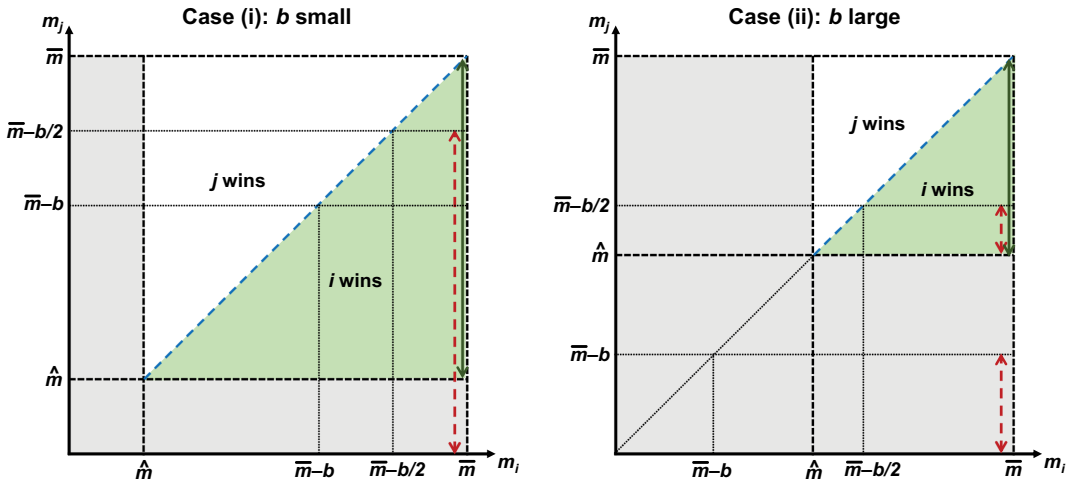 Case (i): b small
m_j
m̅
m̅–b/2
j wins
m̅–b
i wins
m̂
m̂
m̅–b
m̅–b/2
m̅
m_i
Case (ii): b large
m_j
m̅
j wins
i wins
m̅–b/2
m̂
m̅–b
m̅–b
m̂
m̅–b/2
m̅
m_i